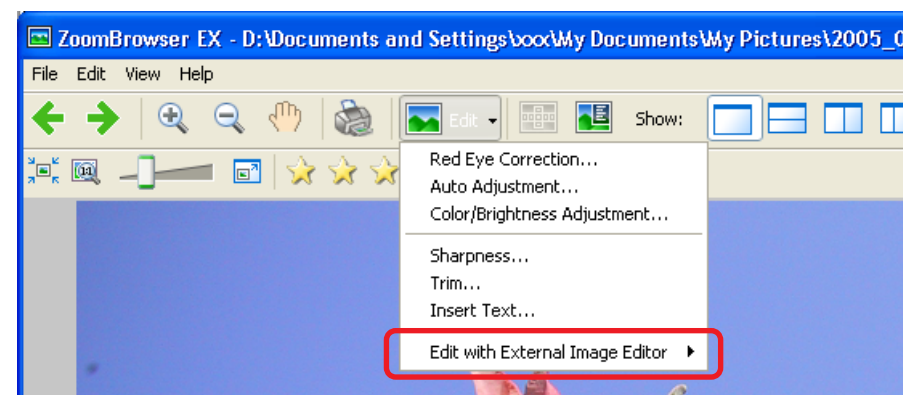 ZoomBrowser EX - D:\Documents and Settings\xxx\My Documents\My Pictures\2005_0
File Edit View Help
Edit Show:
Red Eye Correction...
Auto Adjustment...
Color/Brightness Adjustment...
Sharpness...
Trim...
Insert Text...
Edit with External Image Editor